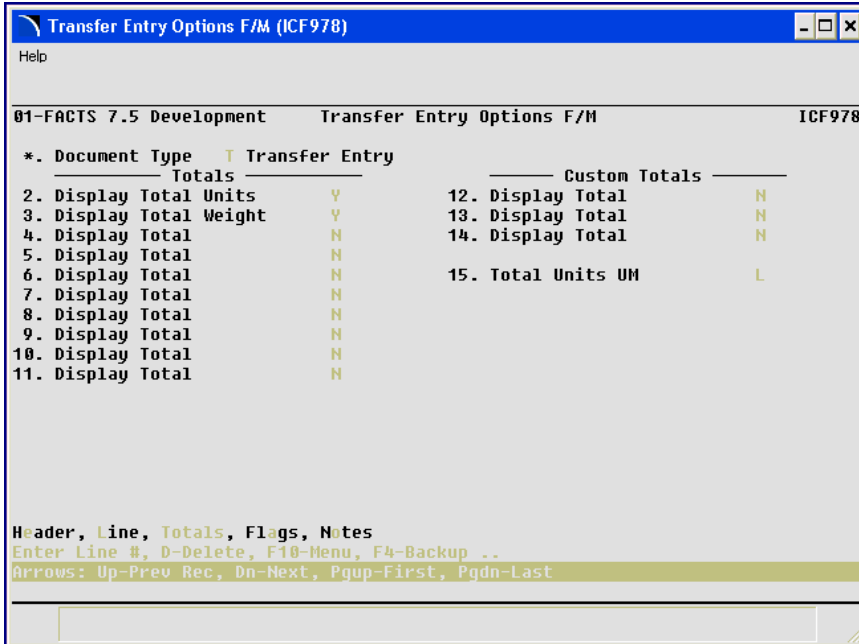 Transfer Entry Options F/M (ICF978)
Help
01-FACTS 7.5 Development Transfer Entry Options F/M ICF978
*. Document Type T Transfer Entry
Totals Custom Totals
2. Display Total Units Y 12. Display Total N
3. Display Total Weight Y 13. Display Total N
4. Display Total N 14. Display Total N
5. Display Total N
6. Display Total N 15. Total Units UM L
7. Display Total N
8. Display Total N
9. Display Total N
10. Display Total N
11. Display Total N
Header, Line, Totals, Flags, Notes
Enter Line #, D-Delete, F10-Menu, F4-Backup ..
Arrows: Up-Prev Rec, Dn-Next, Pgup-First, Pgdn-Last